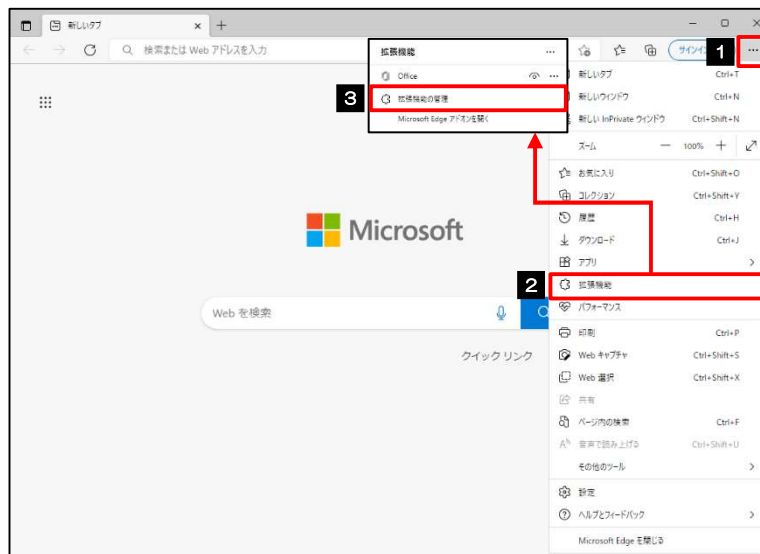 新しいタブ
検索または Web アドレスを入力
拡張機能
Office
3
拡張機能の管理
Microsoft Edge アドオンを開く
1
新しいタブ Ctrl+T
新しいウィンドウ Ctrl+N
新しい InPrivate ウィンドウ Ctrl+Shift+N
ズーム 100%
お気に入り Ctrl+Shift+O
コレクション Ctrl+Shift+Y
履歴 Ctrl+H
ダウンロード Ctrl+J
アプリ
2
拡張機能
パフォーマンス
印刷 Ctrl+P
Web キャプチャ Ctrl+Shift+S
Web 選択 Ctrl+Shift+X
共有
ページ内の検索 Ctrl+F
音声で読み上げる Ctrl+Shift+U
その他のツール
設定
ヘルプとフィードバック
Microsoft Edge を閉じる
Microsoft
Web を検索
クイック リンク